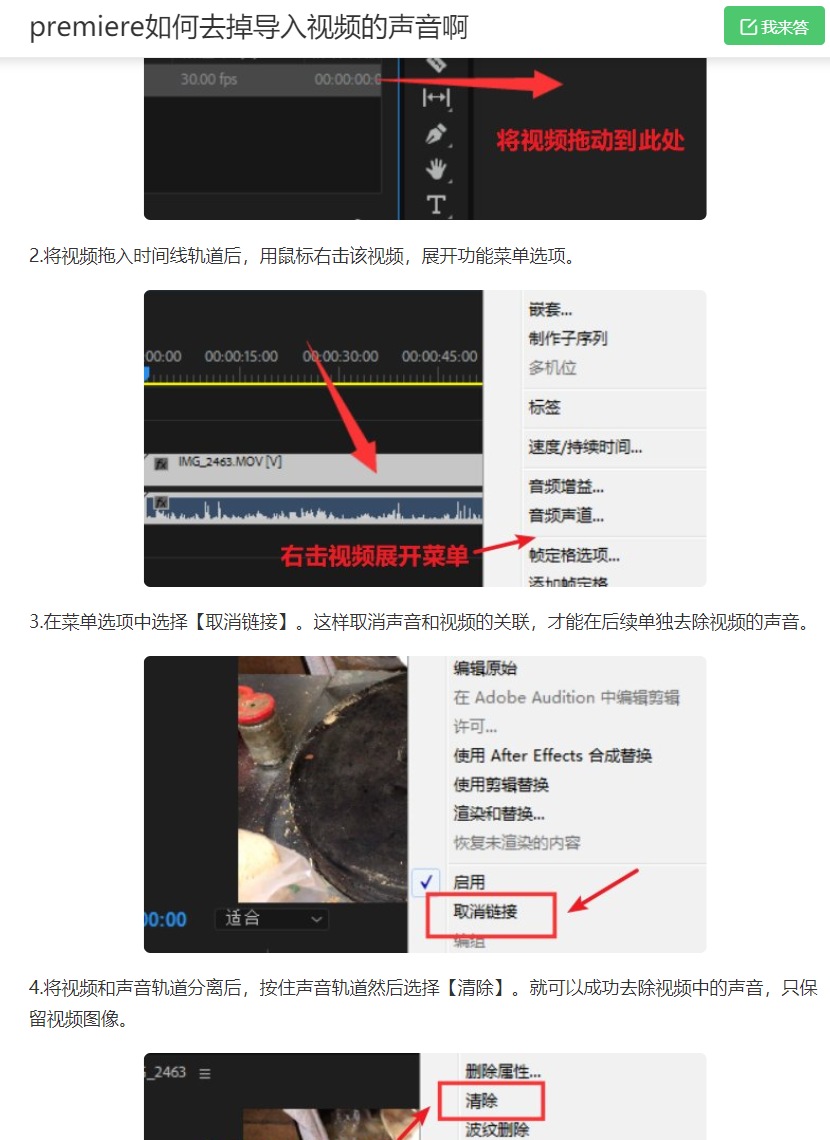 premiere如何去掉导入视频的声音啊
我来答
30.00 fps
00:00:00:0
将视频拖动到此处
T
2.将视频拖入时间线轨道后，用鼠标右击该视频，展开功能菜单选项。
:00:00
00:00:15:00
00:00:30:00
00:00:45:00
fx
IMG_2463.MOV [V]
fx
右击视频展开菜单
嵌套...
制作子序列
多机位
标签
速度/持续时间...
音频增益...
音频声道...
帧定格选项...
添加帧定格
3.在菜单选项中选择【取消链接】。这样取消声音和视频的关联，才能在后续单独去除视频的声音。
00:00
适合
编辑原始
在 Adobe Audition 中编辑剪辑
许可...
使用 After Effects 合成替换
使用剪辑替换
渲染和替换...
恢复未渲染的内容
启用
取消链接
编组
4.将视频和声音轨道分离后，按住声音轨道然后选择【清除】。就可以成功去除视频中的声音，只保
留视频图像。
_2463
删除属性...
清除
波纹删除